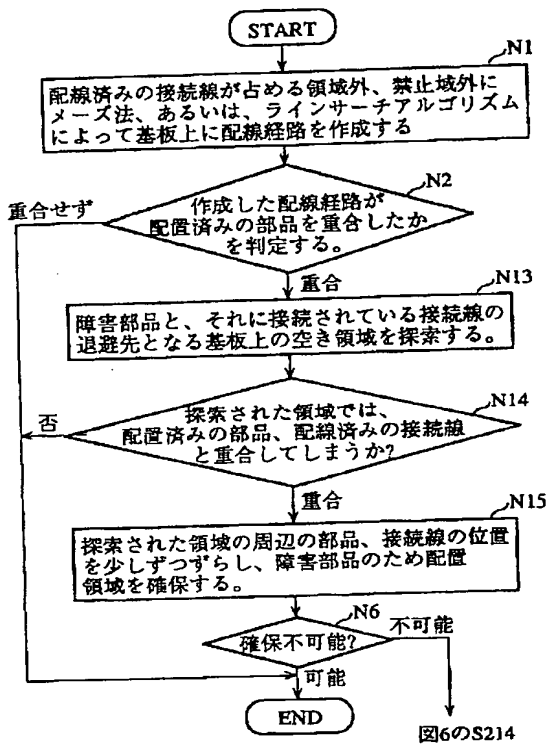 START
N1
配線済みの接続線が占める領域外、禁止域外に
メーズ法、あるいは、ラインサーチアルゴリズム
によって基板上に配線経路を作成する
N2
重合せず
作成した配線経路が
配置済みの部品を重合したか
を判定する。
重合
N13
障害部品と、それに接続されている接続線の
退避先となる基板上の空き領域を探索する。
N14
否
探索された領域では、
配置済みの部品、配線済みの接続線
と重合してしまうか?
重合
N15
探索された領域の周辺の部品、接続線の位置
を少しずつずらし、障害部品のため配置
領域を確保する。
N6
確保不可能?
不可能
可能
END
図6のS214